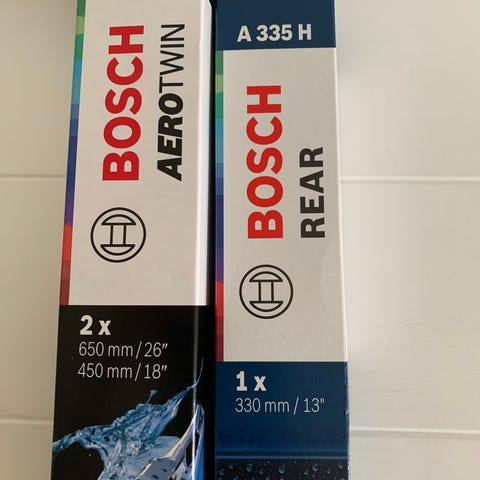 BOSCH
AEROTWIN
2 x
650 mm / 26"
450 mm / 18"
A 335 H
BOSCH
REAR
1 x
330 mm / 13"